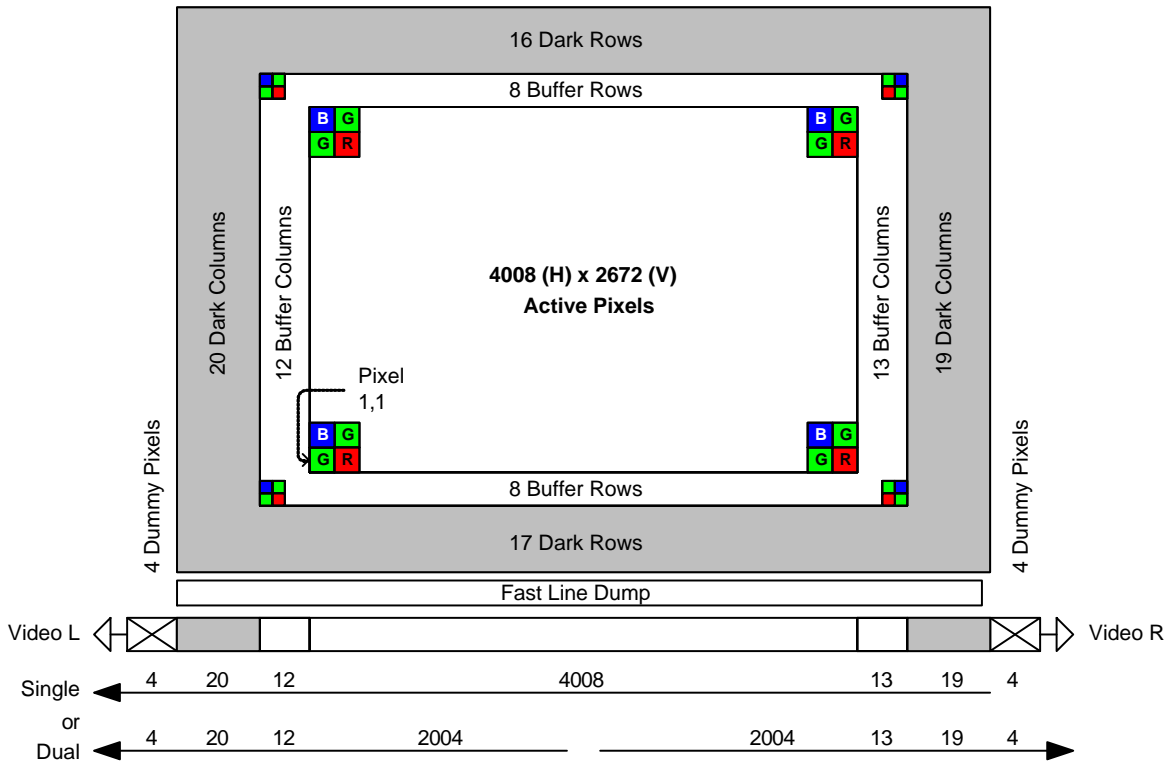 16 Dark Rows
8 Buffer Rows
B G
G R
B G
G R
20 Dark Columns
12 Buffer Columns
4008 (H) x 2672 (V)
Active Pixels
13 Buffer Columns
19 Dark Columns
Pixel
1,1
B G
G R
B G
G R
4 Dummy Pixels
4 Dummy Pixels
8 Buffer Rows
17 Dark Rows
Fast Line Dump
Video L
Video R
Single 4 20 12 4008 13 19 4
or
Dual 4 20 12 2004 2004 13 19 4